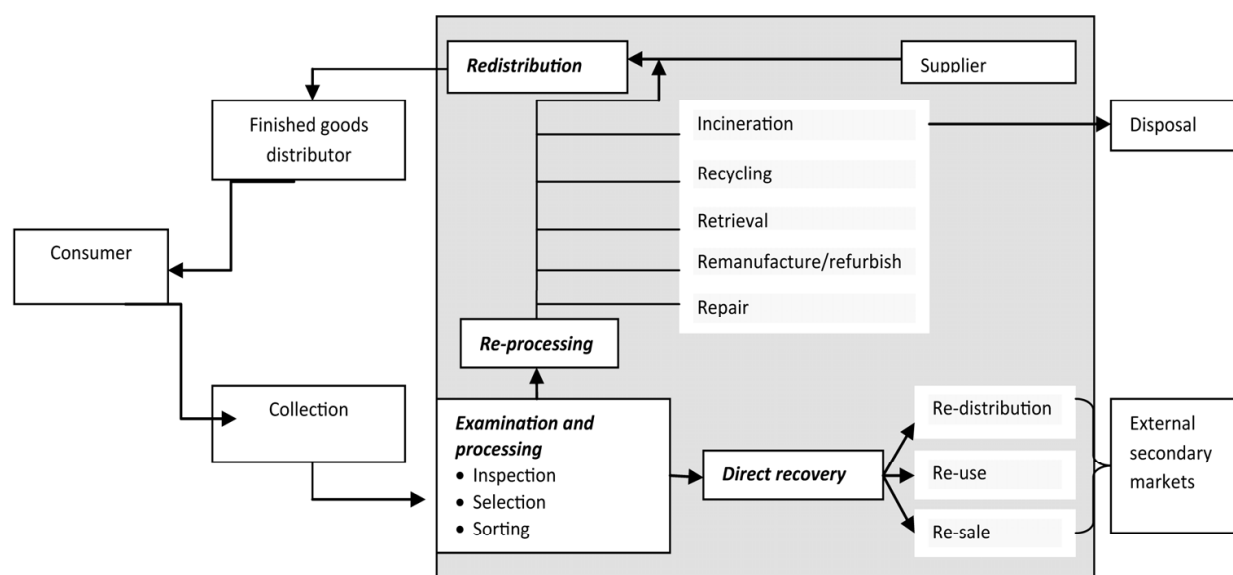 Redistribution
Supplier
Finished goods
distributor
Incineration
Disposal
Recycling
Retrieval
Consumer
Remanufacture/refurbish
Repair
Re-processing
Collection
Examination and
processing
• Inspection
• Selection
• Sorting
Direct recovery
Re-distribution
Re-use
Re-sale
External
secondary
markets